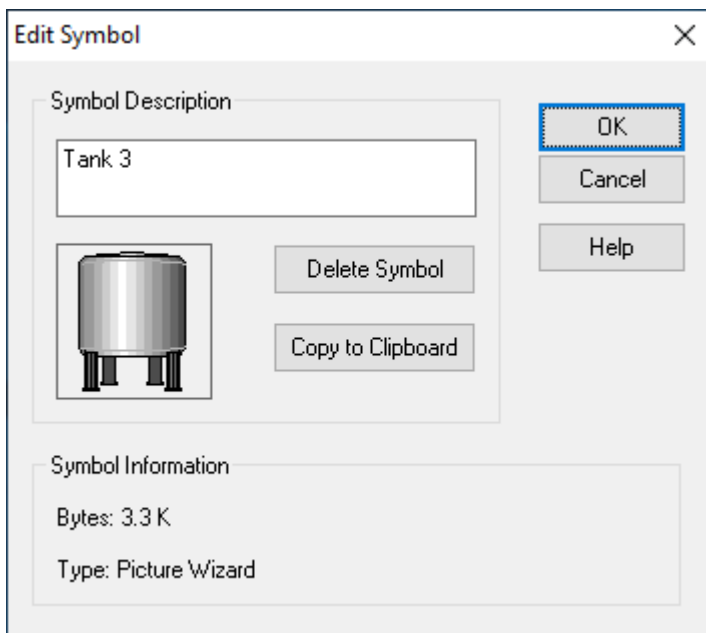 Edit Symbol
Symbol Description
Tank 3
OK
Cancel
Help
Delete Symbol
Copy to Clipboard
Symbol Information
Bytes: 3.3 K
Type: Picture Wizard